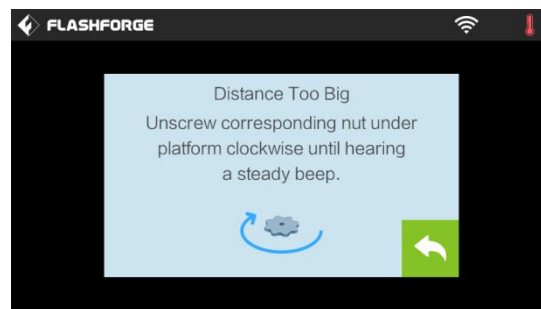 FLASHFORGE
Distance Too Big
Unscrew corresponding nut under
platform clockwise until hearing
a steady beep.